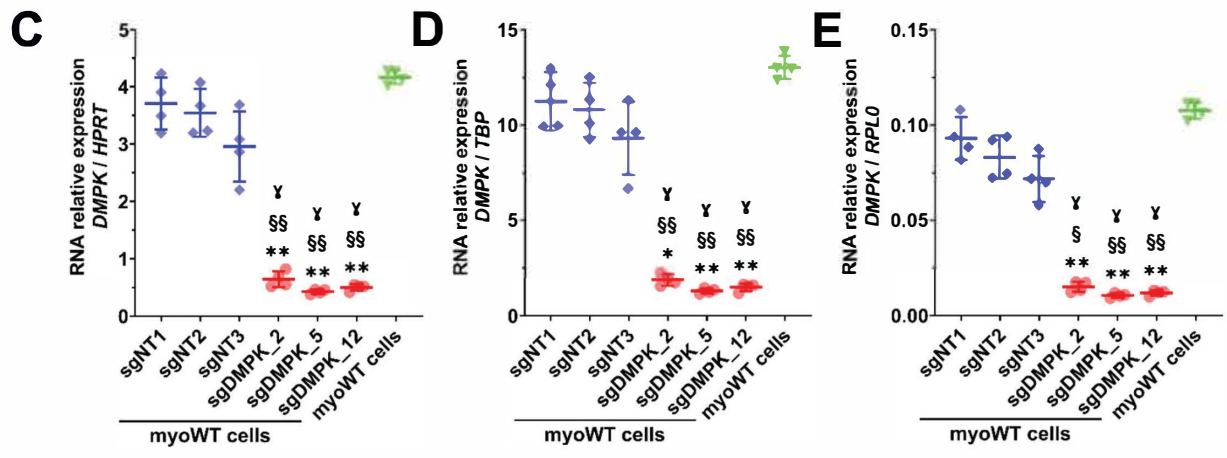 C
RNA relative expression
DMPK / HPRT
5
4
3
2
1
0
ɣ
§§
**
ɣ
§§
**
ɣ
§§
**
sgNT1
sgNT2
sgNT3
sgDMPK_2
sgDMPK_5
sgDMPK_12
myoWT cells
myoWT cells
D
RNA relative expression
DMPK / TBP
15
10
5
0
ɣ
§§
*
ɣ
§§
**
ɣ
§§
**
sgNT1
sgNT2
sgNT3
sgDMPK_2
sgDMPK_5
sgDMPK_12
myoWT cells
myoWT cells
E
RNA relative expression
DMPK / RPL0
0.15
0.10
0.05
0.00
ɣ
§
**
ɣ
§§
**
ɣ
§§
**
sgNT1
sgNT2
sgNT3
sgDMPK_2
sgDMPK_5
sgDMPK_12
myoWT cells
myoWT cells